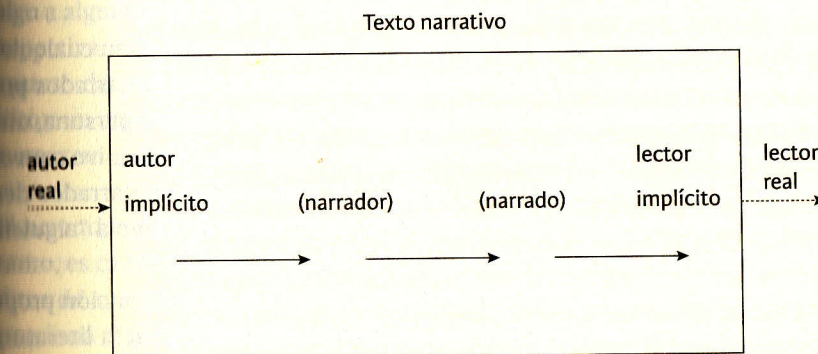 Texto narrativo
autor real
autor implícito
(narrador)
(narrado)
lector implícito
lector real